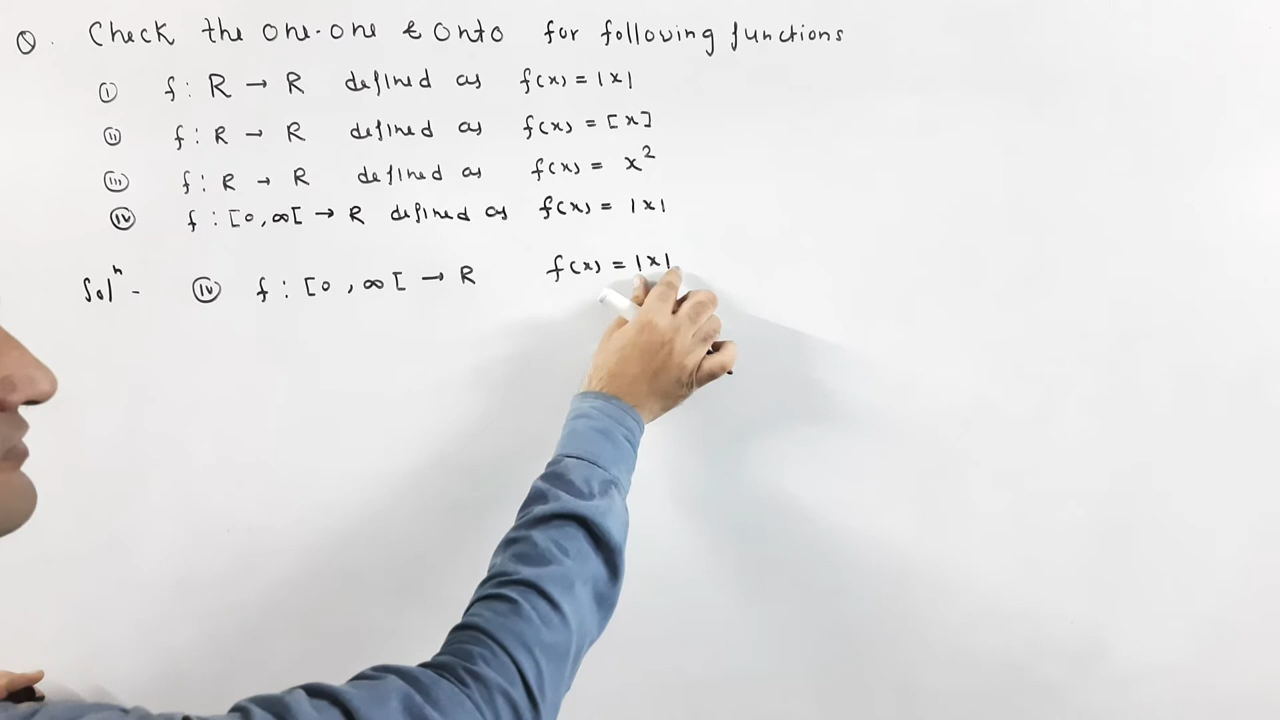 Q. Check the one-one & Onto for following functions
(i) f : R → R defined as f(x) = |x|
(ii) f : R → R defined as f(x) = [x]
(iii) f : R → R defined as f(x) = x²
(iv) f : [0, ∞[ → R defined as f(x) = |x|
Solⁿ - (iv) f : [0, ∞[ → R f(x) = |x|